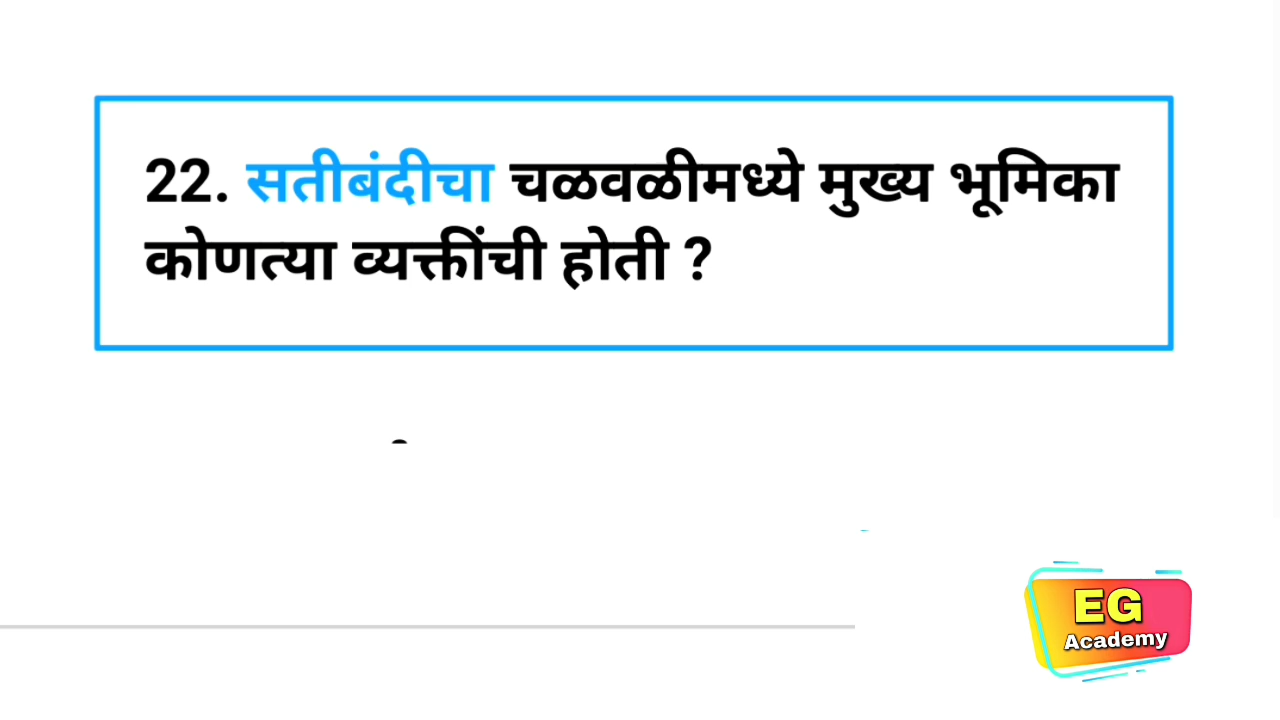 22. सतीबंदीचा चळवळीमध्ये मुख्य भूमिका
कोणत्या व्यक्तींची होती ?
EG
Academy